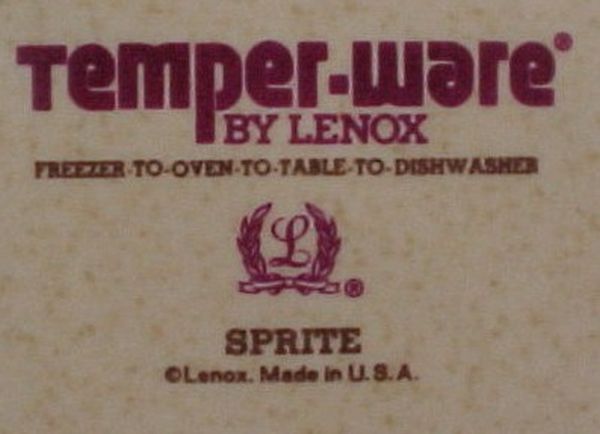 Temper-ware®
BY LENOX
FREEZER-TO-OVEN-TO-TABLE-TO-DISHWASHER
L
®
SPRITE
©Lenox. Made in U.S.A.